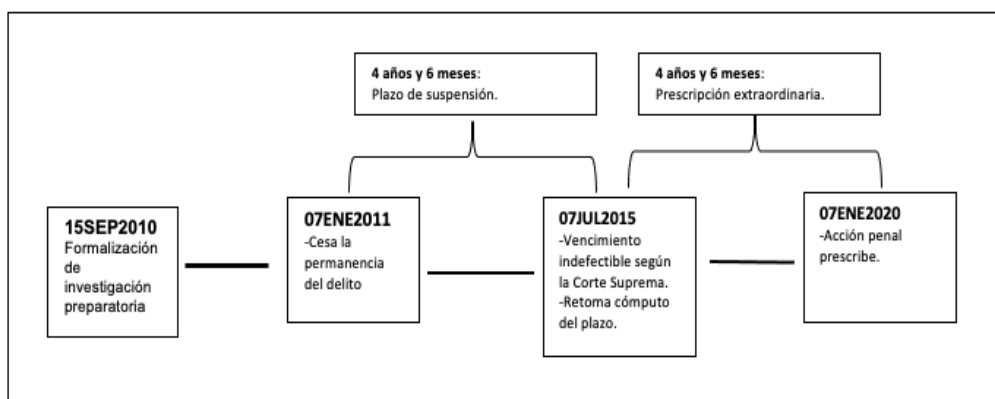 4 años y 6 meses:
Plazo de suspensión.
4 años y 6 meses:
Prescripción extraordinaria.
15SEP2010
Formalización
de
investigación
preparatoria
07ENE2011
-Cesa la
permanencia
del delito
07JUL2015
-Vencimiento
indefectible según
la Corte Suprema.
-Retoma cómputo
del plazo.
07ENE2020
-Acción penal
prescribe.